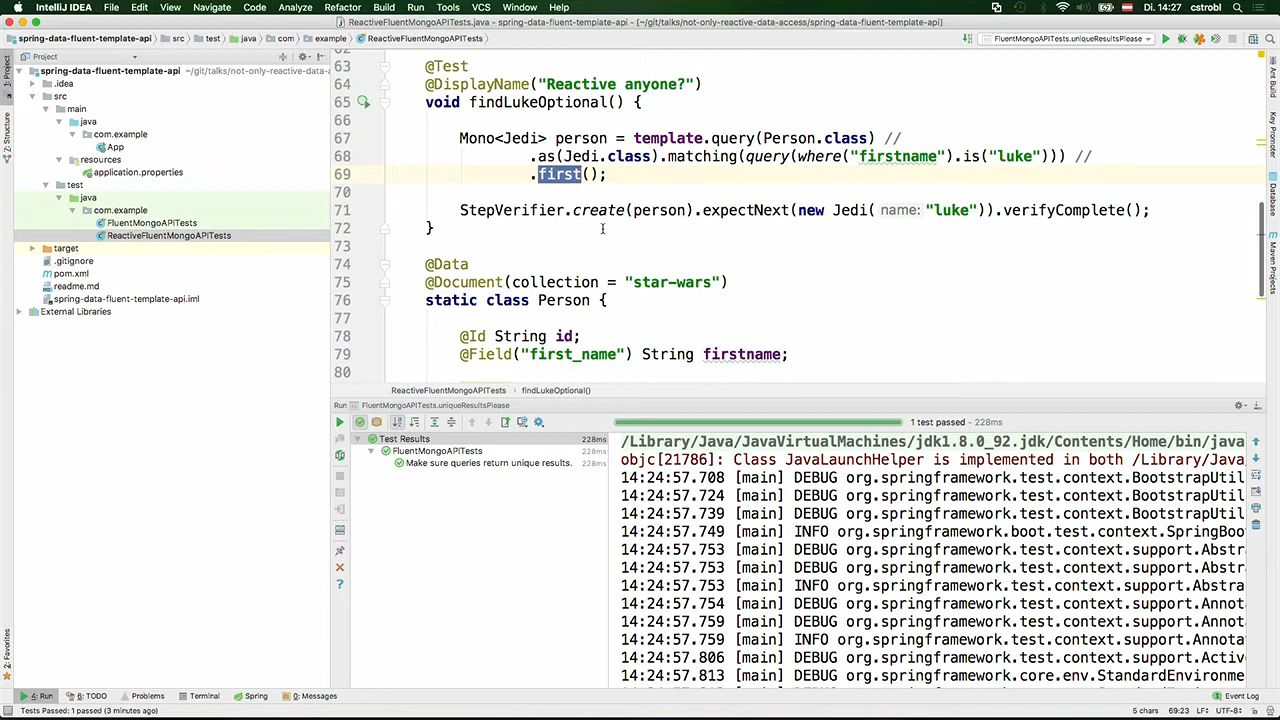 IntelliJ IDEA File Edit View Navigate Code Analyze Refactor Build Run Tools VCS Window Help Di. 14:27 cstrobl
ReactiveFluentMongoAPITests.java - spring-data-fluent-template-api - [~/git/talks/not-only-reactive-data-access/spring-data-fluent-template-api]
spring-data-fluent-template-api src test java com example ReactiveFluentMongoAPITests FluentMongoAPITests.uniqueResultsPlease
Project
spring-data-fluent-template-api ~/git/talks/not-only-reactive-data-a
.idea
src
main
java
com.example
App
resources
application.properties
test
java
com.example
FluentMongoAPITests
ReactiveFluentMongoAPITests
target
.gitignore
pom.xml
readme.md
spring-data-fluent-template-api.iml
External Libraries
1: Project
7: Structure
2: Favorites
62
63 @Test
64 @DisplayName("Reactive anyone?")
65 void findLukeOptional() {
66
67 Mono<Jedi> person = template.query(Person.class) //
68 .as(Jedi.class).matching(query(where("firstname").is("luke"))) //
69 .first();
70
71 StepVerifier.create(person).expectNext(new Jedi( name: "luke")).verifyComplete();
72 }
73
74 @Data
75 @Document(collection = "star-wars")
76 static class Person {
77
78 @Id String id;
79 @Field("first_name") String firstname;
80
ReactiveFluentMongoAPITests findLukeOptional()
Ant Build
Key Promoter
Database
Maven Projects
Run FluentMongoAPITests.uniqueResultsPlease
1 test passed - 228ms
Test Results 228ms
FluentMongoAPITests 228ms
Make sure queries return unique results. 228ms
/Library/Java/JavaVirtualMachines/jdk1.8.0_92.jdk/Contents/Home/bin/java
objc[21786]: Class JavaLaunchHelper is implemented in both /Library/Java
14:24:57.708 [main] DEBUG org.springframework.test.context.BootstrapUtil
14:24:57.724 [main] DEBUG org.springframework.test.context.BootstrapUtil
14:24:57.739 [main] DEBUG org.springframework.test.context.BootstrapUtil
14:24:57.749 [main] INFO org.springframework.boot.test.context.SpringBoo
14:24:57.753 [main] DEBUG org.springframework.test.context.support.Abstr
14:24:57.753 [main] DEBUG org.springframework.test.context.support.Abst
14:24:57.753 [main] INFO org.springframework.test.context.support.Abstra
14:24:57.754 [main] DEBUG org.springframework.test.context.support.Annot
14:24:57.759 [main] DEBUG org.springframework.test.context.support.Annot
14:24:57.759 [main] INFO org.springframework.test.context.support.Annota
14:24:57.806 [main] DEBUG org.springframework.test.context.support.Activ
14:24:57.813 [main] DEBUG org.springframework.core.env.StandardEnvironme
4: Run 6: TODO Problems Terminal Spring 0: Messages Event Log
Tests Passed: 1 passed (3 minutes ago) 5 chars 69:23 LF÷ UTF-8÷